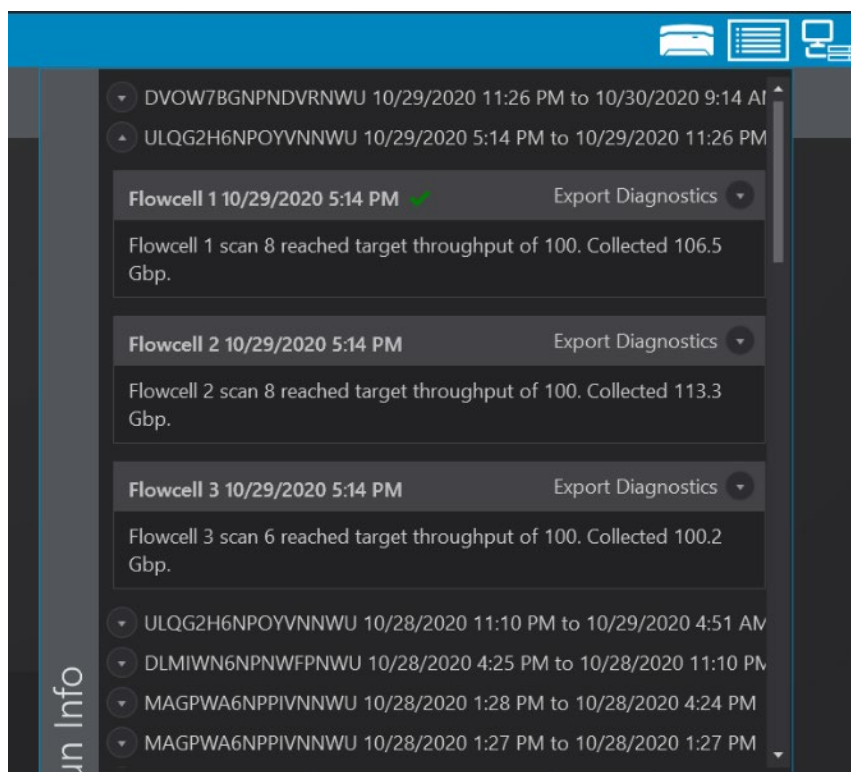 DVOW7BGNPNDVRNWU 10/29/2020 11:26 PM to 10/30/2020 9:14
ULQG2H6NPOYVNNWU 10/29/2020 5:14 PM to 10/29/2020 11:26 PM
Flowcell 1 10/29/2020 5:14 PM Export Diagnostics
Flowcell 1 scan 8 reached target throughput of 100. Collected 106.5
Gbp.
Flowcell 2 10/29/2020 5:14 PM Export Diagnostics
Flowcell 2 scan 8 reached target throughput of 100. Collected 113.3
Gbp.
Flowcell 3 10/29/2020 5:14 PM Export Diagnostics
Flowcell 3 scan 6 reached target throughput of 100. Collected 100.2
Gbp.
ULQG2H6NPOYVNNWU 10/28/2020 11:10 PM to 10/29/2020 4:51 AM
DLMIWN6NPNWFPNWU 10/28/2020 4:25 PM to 10/28/2020 11:10 PM
MAGPWA6NPPIVNNWU 10/28/2020 1:28 PM to 10/28/2020 4:24 PM
MAGPWA6NPPIVNNWU 10/28/2020 1:27 PM to 10/28/2020 1:27 PM
un Info